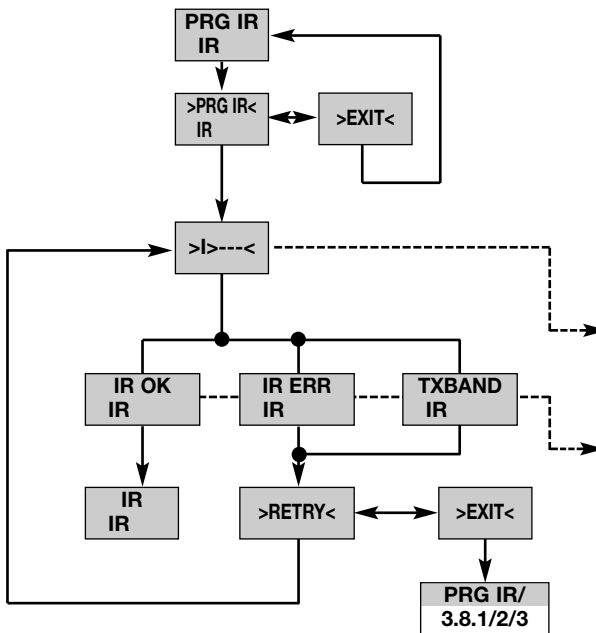 PRG IR
IR
>PRG IR<
IR
>EXIT<
>I>---<
IR OK
IR
IR ERR
IR
TXBAND
IR
IR
IR
>RETRY<
>EXIT<
PRG IR/
3.8.1/2/3